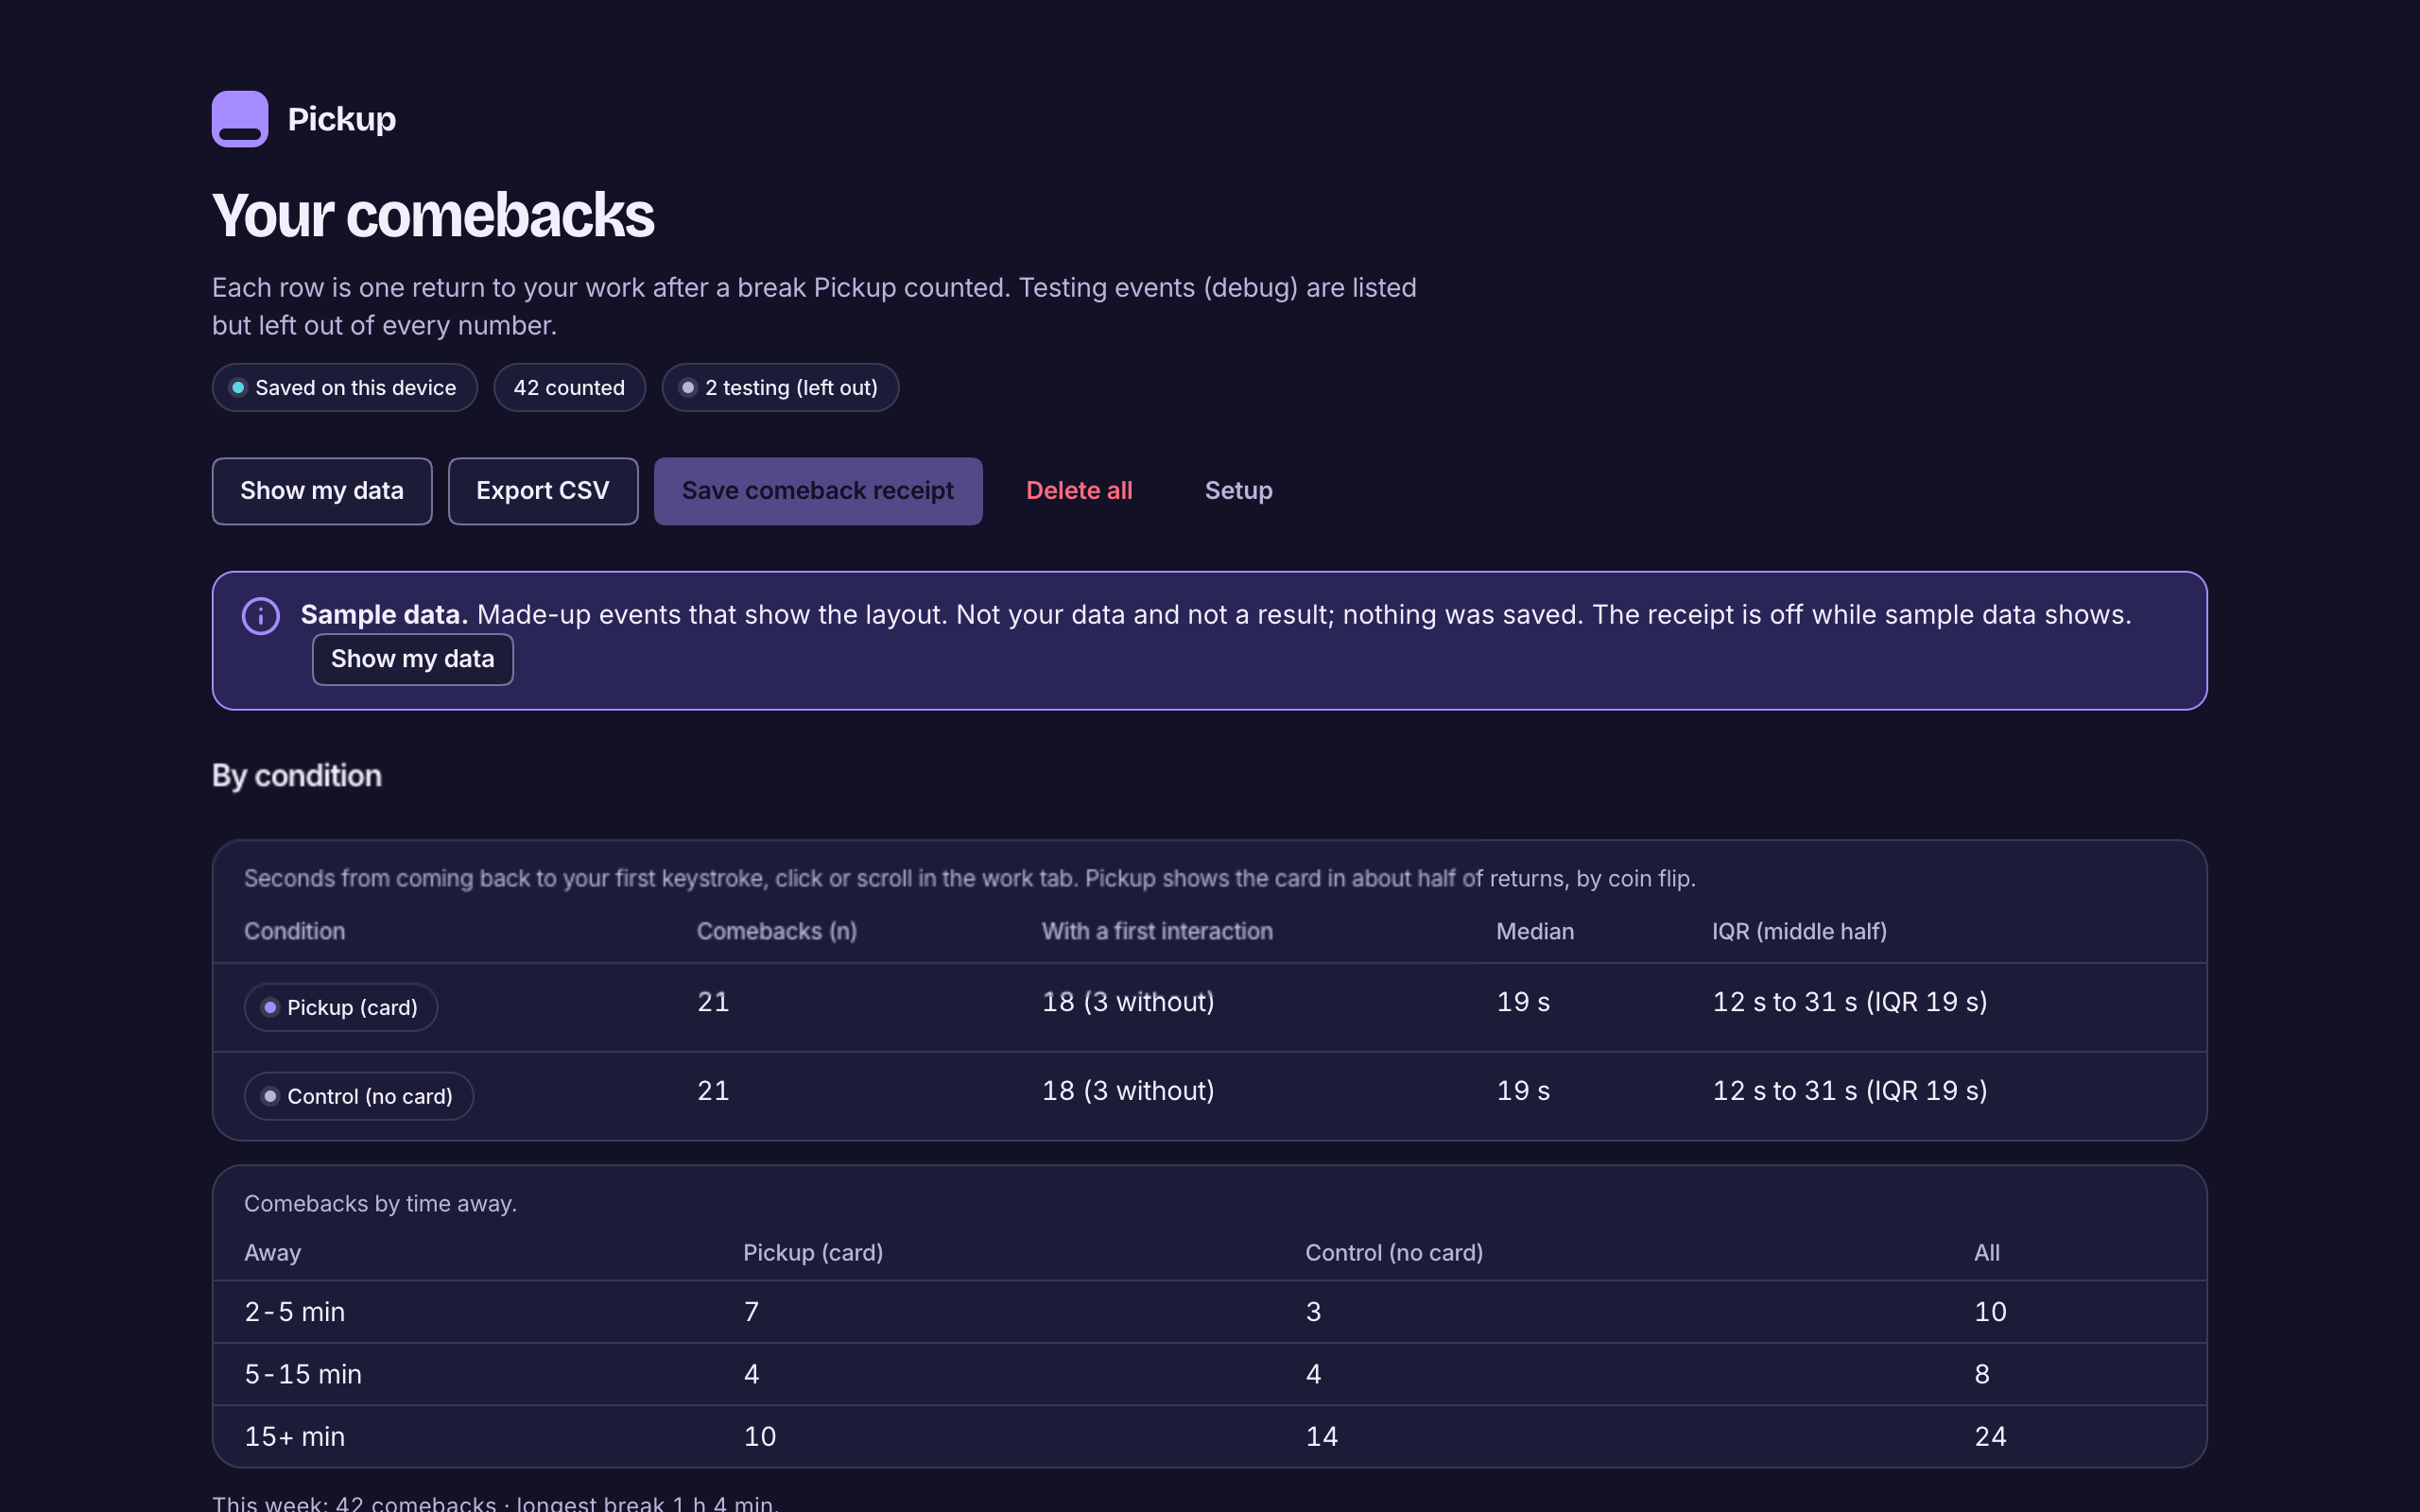 Pickup
Your comebacks
Each row is one return to your work after a break Pickup counted. Testing events (debug) are listed
but left out of every number.
Saved on this device 42 counted 2 testing (left out)
Show my data Export CSV Save comeback receipt Delete all Setup
Sample data. Made-up events that show the layout. Not your data and not a result; nothing was saved. The receipt is off while sample data shows.
Show my data
By condition
Seconds from coming back to your first keystroke, click or scroll in the work tab. Pickup shows the card in about half of returns, by coin flip.
Condition Comebacks (n) With a first interaction Median IQR (middle half)
Pickup (card) 21 18 (3 without) 19 s 12 s to 31 s (IQR 19 s)
Control (no card) 21 18 (3 without) 19 s 12 s to 31 s (IQR 19 s)
Comebacks by time away.
Away Pickup (card) Control (no card) All
2-5 min 7 3 10
5-15 min 4 4 8
15+ min 10 14 24
This week: 42 comebacks · longest break 1 h 4 min.